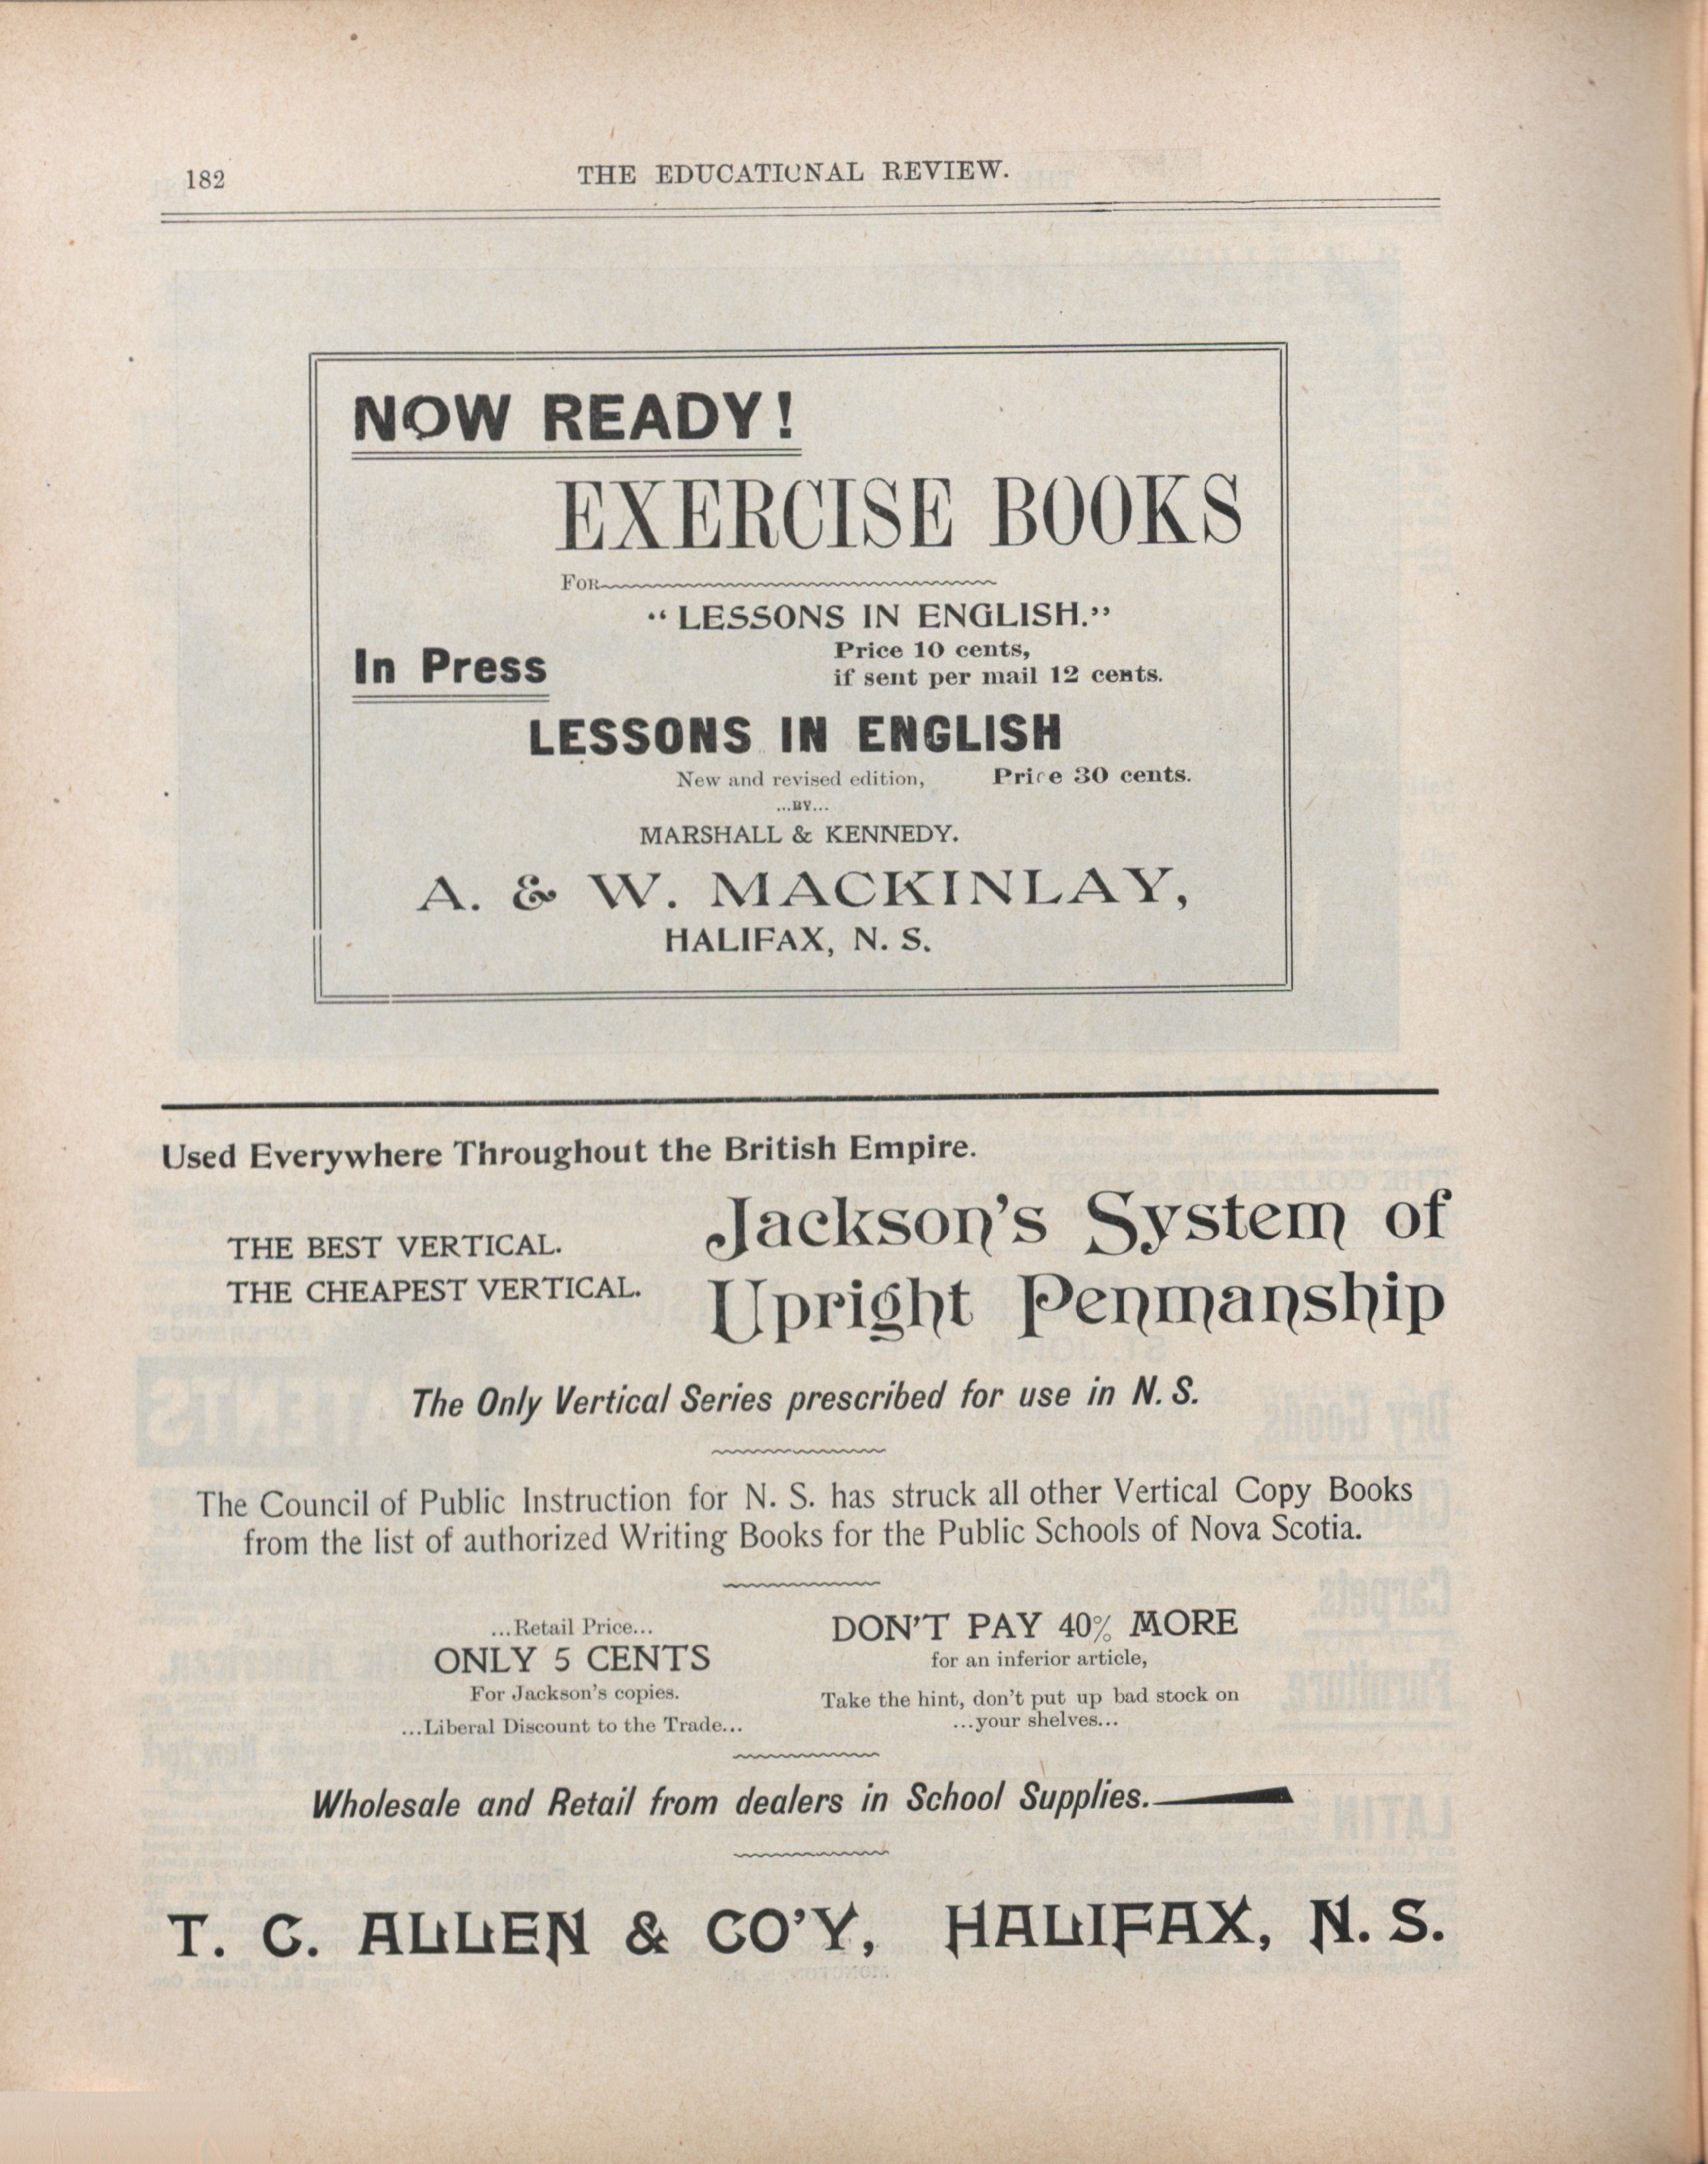 182
THE EDUCATIONAL REVIEW.
NOW READY!
EXERCISE BOOKS
FOR
"LESSONS IN ENGLISH."
Price 10 cents,
if sent per mail 12 cents.
In Press
LESSONS IN ENGLISH
New and revised edition, Price 30 cents.
...BY...
MARSHALL & KENNEDY.
A. & W. MACKINLAY,
HALIFAX, N. S.
Used Everywhere Throughout the British Empire.
THE BEST VERTICAL.
THE CHEAPEST VERTICAL.
Jackson's System of
Upright Penmanship
The Only Vertical Series prescribed for use in N. S.
The Council of Public Instruction for N. S. has struck all other Vertical Copy Books
from the list of authorized Writing Books for the Public Schools of Nova Scotia.
...Retail Price...
ONLY 5 CENTS
For Jackson's copies.
...Liberal Discount to the Trade...
DON'T PAY 40% MORE
for an inferior article,
Take the hint, don't put up bad stock on
...your shelves...
Wholesale and Retail from dealers in School Supplies.
T. C. ALLEN & CO'Y, HALIFAX, N. S.